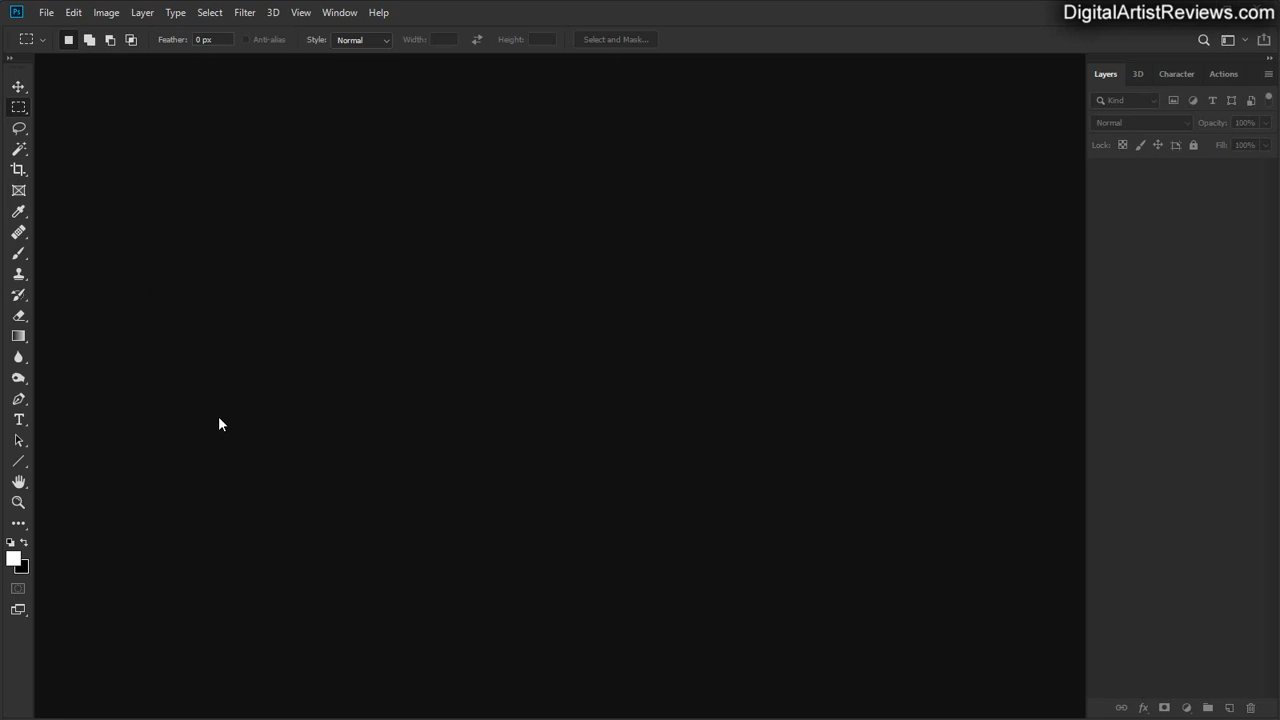 Ps File Edit Image Layer Type Select Filter 3D View Window Help
DigitalArtistReviews.com
Feather: 0 px Anti-alias Style: Normal Width: Height: Select and Mask...
Layers 3D Character Actions
Kind
Normal Opacity: 100%
Lock: Fill: 100%